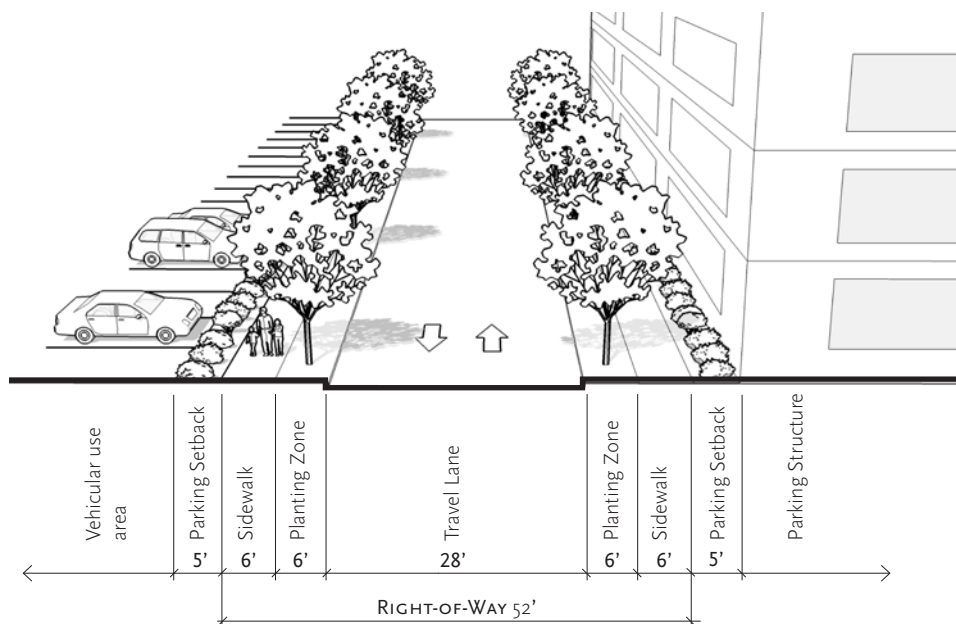 Vehicular use
area
Parking Setback
Sidewalk
Planting Zone
Travel Lane
Planting Zone
Sidewalk
Parking Setback
Parking Structure
5’
6’
6’
28’
6’
6’
5’
Right-of-Way 52’